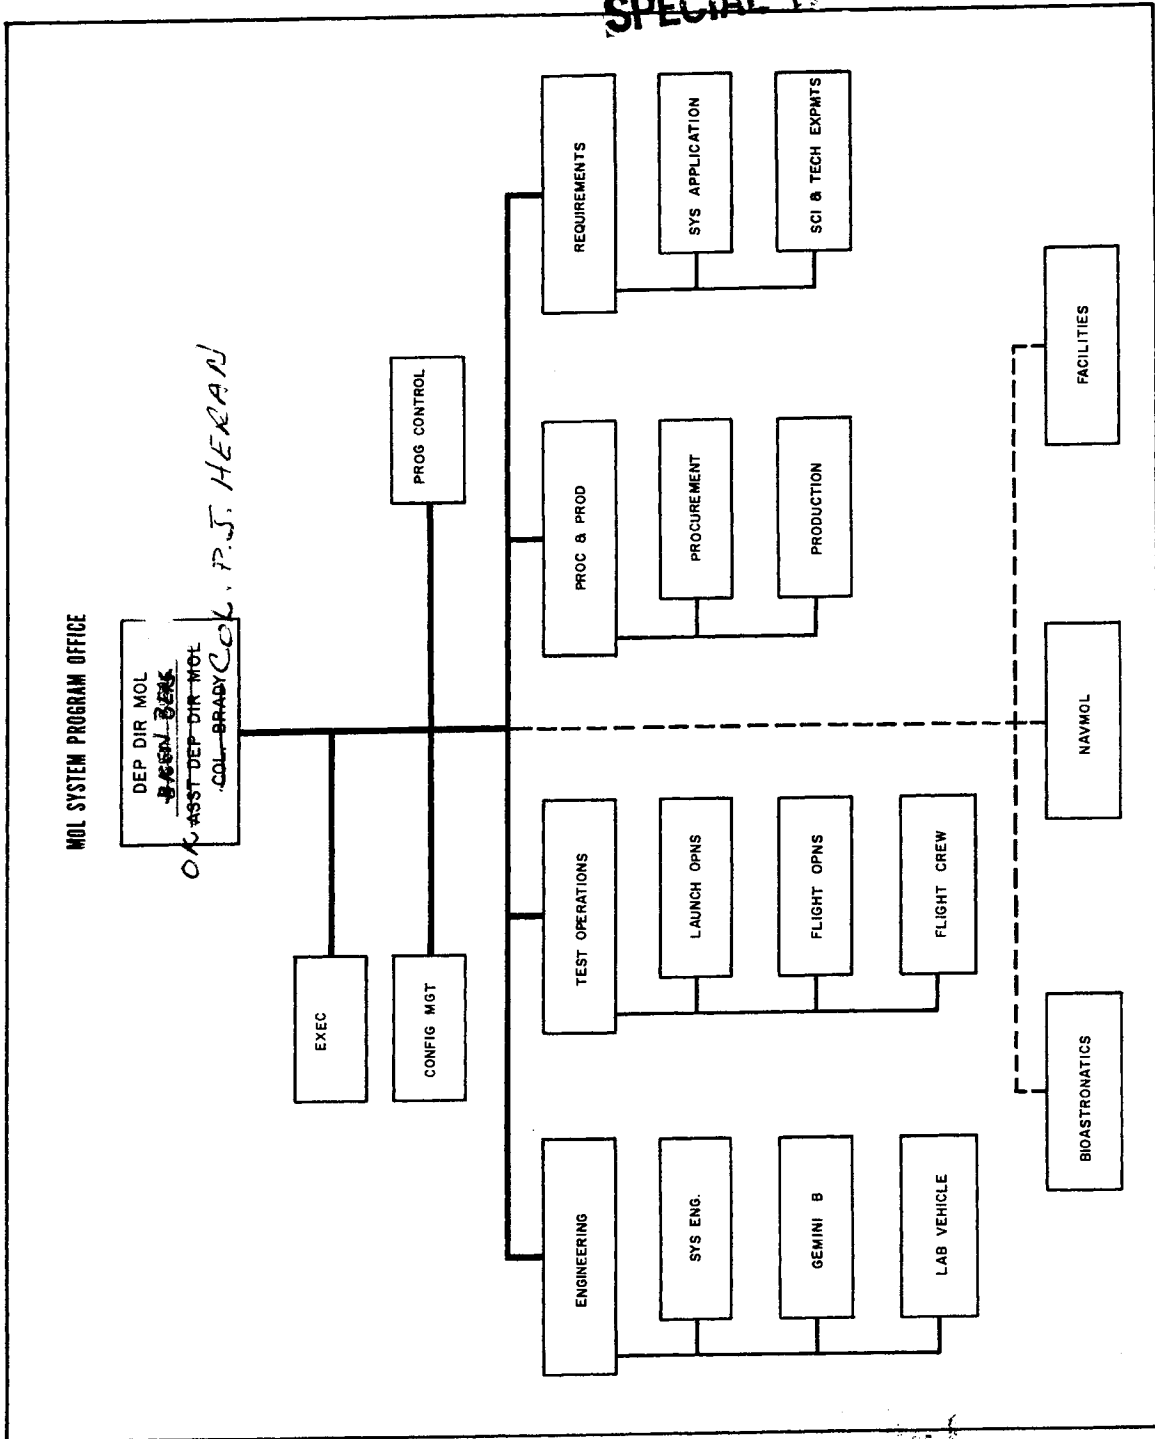 SPECIAL
MOL SYSTEM PROGRAM OFFICE
DEP DIR MOL
OK ASST DEP DIR MOL
COL. BRADY COL. P.J. HERAN
EXEC
CONFIG MGT
PROG CONTROL
ENGINEERING
SYS ENG.
GEMINI B
LAB VEHICLE
TEST OPERATIONS
LAUNCH OPNS
FLIGHT OPNS
FLIGHT CREW
PROC & PROD
PROCUREMENT
PRODUCTION
REQUIREMENTS
SYS APPLICATION
SCI & TECH EXPMTS
BIOASTRONATICS
NAVMOL
FACILITIES